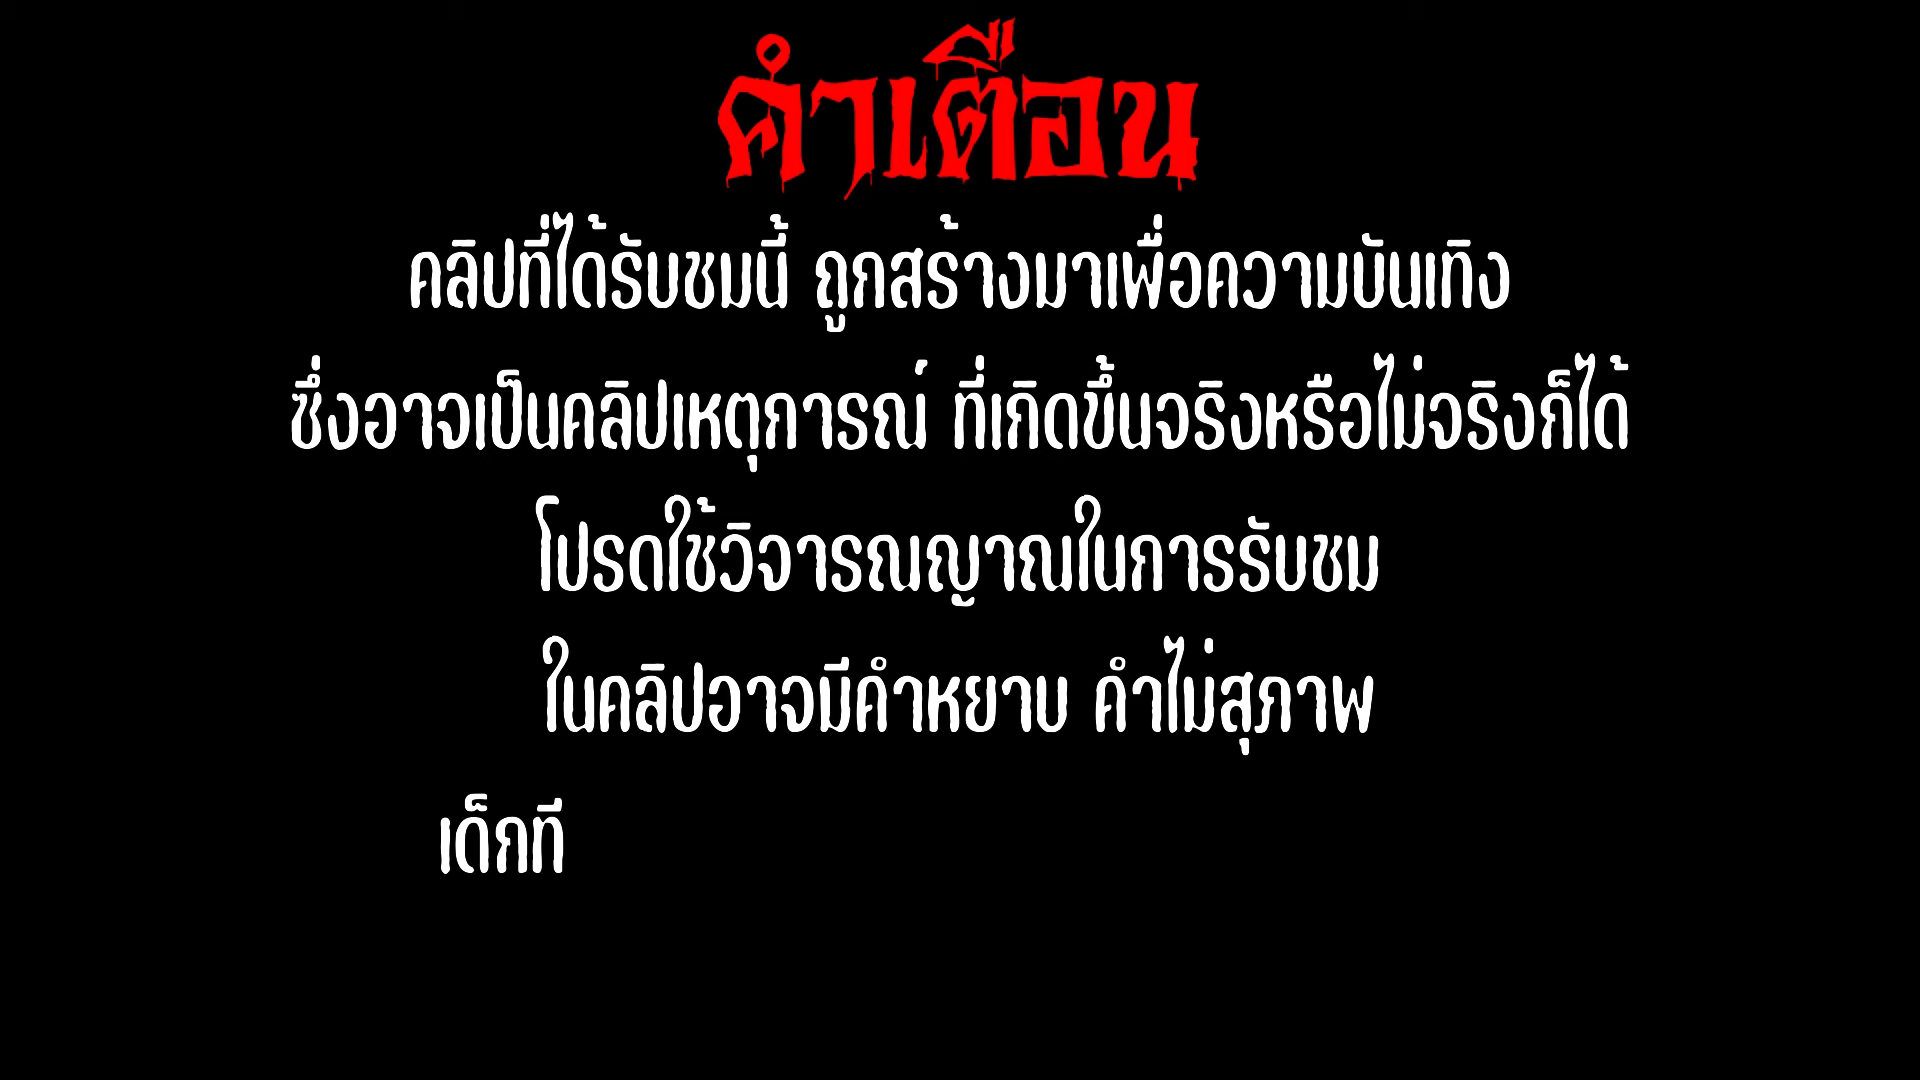 คำเตือน
คลิปที่ได้รับชมนี้ ถูกสร้างมาเพื่อความบันเทิง
ซึ่งอาจเป็นคลิปเหตุการณ์ ที่เกิดขึ้นจริงหรือไม่จริงก็ได้
โปรดใช้วิจารณญาณในการรับชม
ในคลิปอาจมีคำหยาบ คำไม่สุภาพ
เด็กที